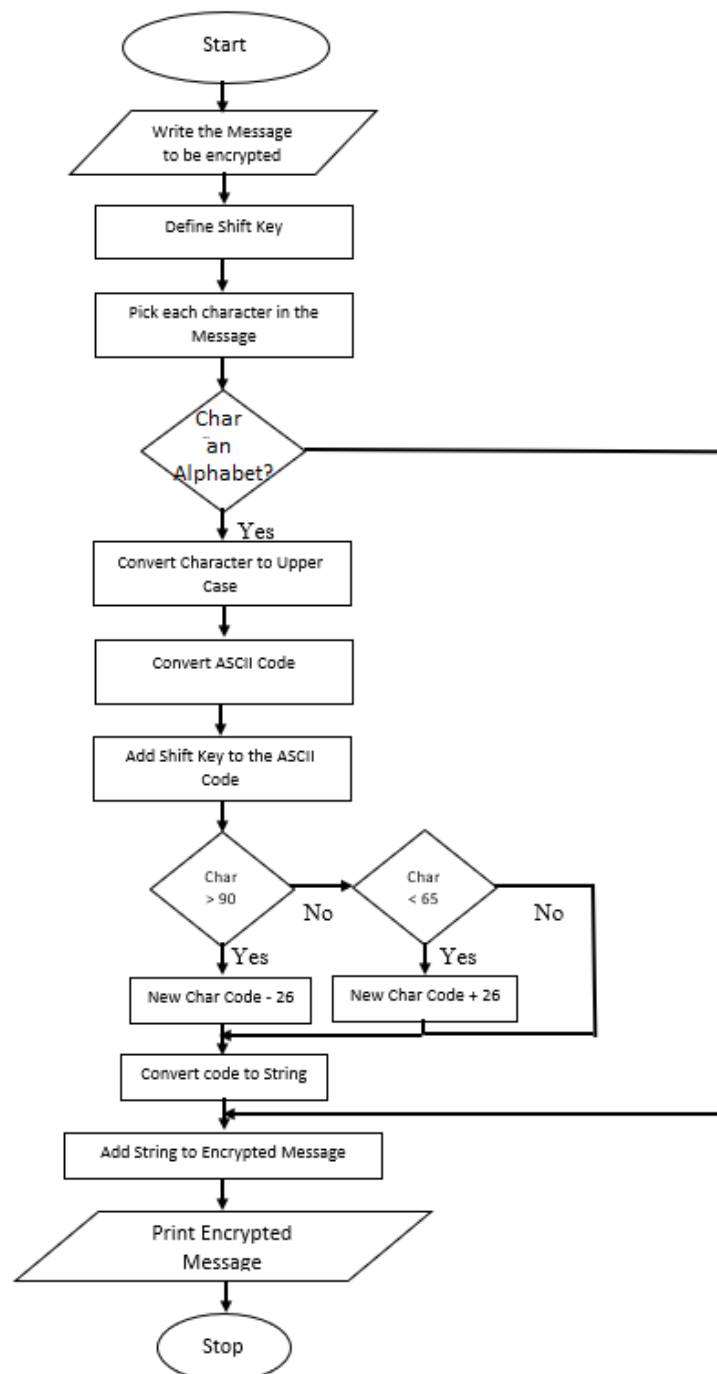 Start
Write the Message
to be encrypted
Define Shift Key
Pick each character in the
Message
Char
an
Alphabet?
Yes
Convert Character to Upper
Case
Convert ASCII Code
Add Shift Key to the ASCII
Code
Char
> 90
No
Char
< 65
No
Yes
Yes
New Char Code - 26
New Char Code + 26
Convert code to String
Add String to Encrypted Message
Print Encrypted
Message
Stop